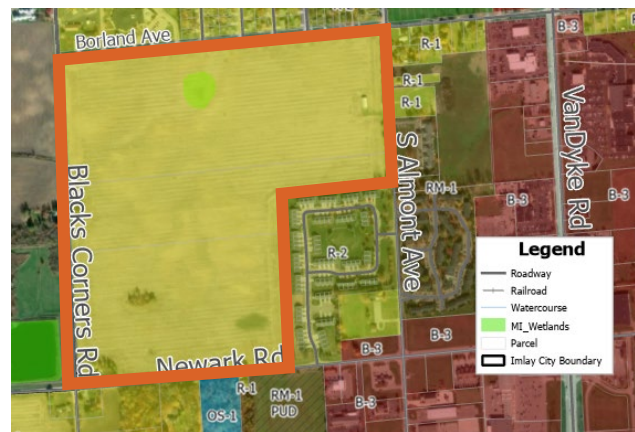 B-3
Borland Ave
R-1
R-1
R-1
Blacks Corners Rd
S Almont Ave
VanDyke Rd
RM-1
B-3
B-3
R-2
Legend
Roadway
Railroad
Watercourse
MI_Wetlands
Parcel
Imlay City Boundary
B-3
B-3
Newark Rd
R-1
OS-1
RM-1
PUD
B-3